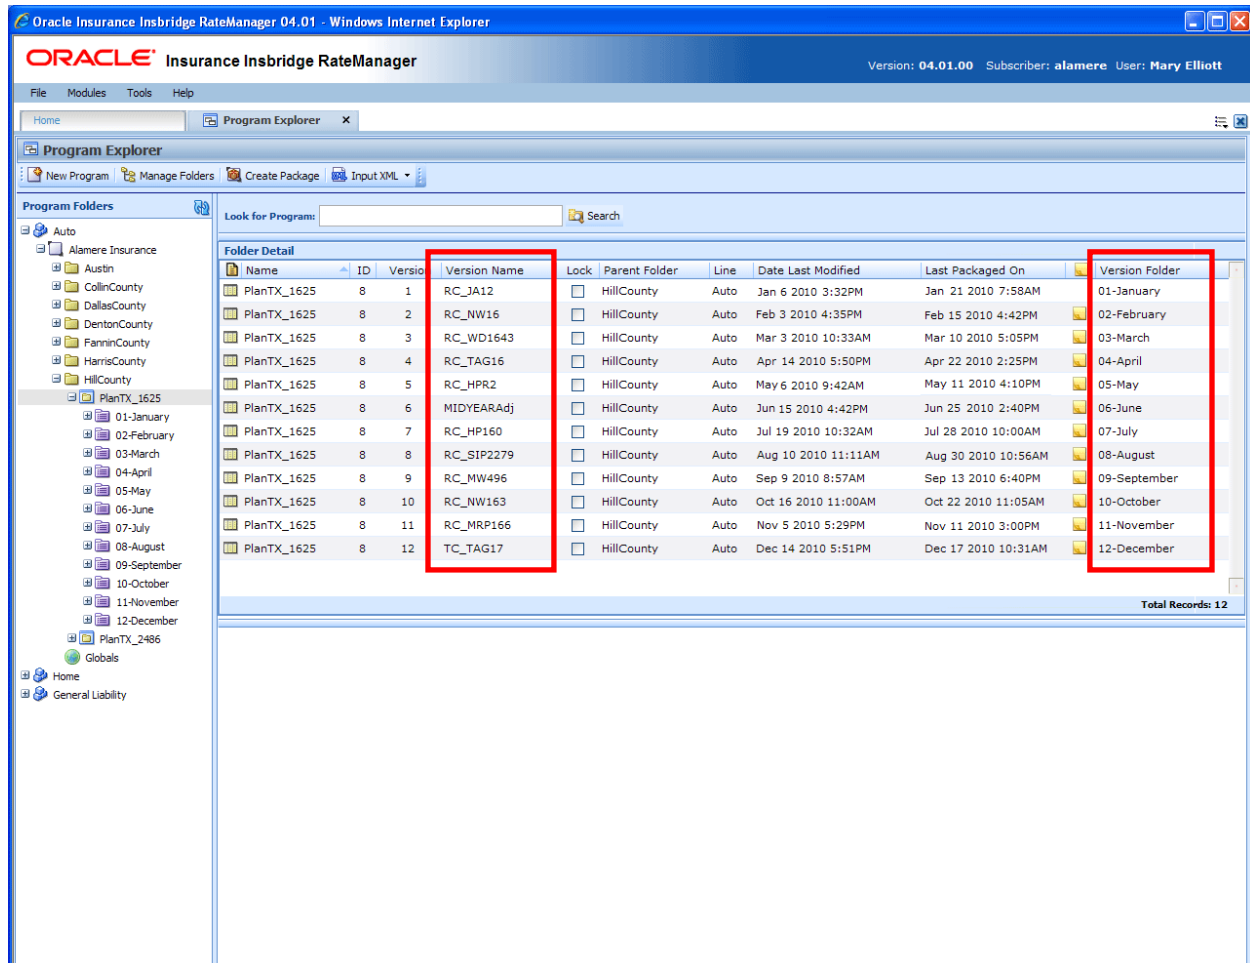 Oracle Insurance Insbridge RateManager 04.01 - Windows Internet Explorer
ORACLE® Insurance Insbridge RateManager
Version: 04.01.00 Subscriber: alamere User: Mary Elliott
File Modules Tools Help
Home Program Explorer X
Program Explorer
New Program Manage Folders Create Package Input XML
Program Folders
Auto
Alamere Insurance
Austin
CollinCounty
DallasCounty
DentonCounty
FanninCounty
HarrisCounty
HillCounty
PlanTX_1625
01-January
02-February
03-March
04-April
05-May
06-June
07-July
08-August
09-September
10-October
11-November
12-December
PlanTX_2486
Globals
Home
General Liability
Look for Program: Search
Folder Detail
Name ID Version Version Name Lock Parent Folder Line Date Last Modified Last Packaged On Version Folder
PlanTX_1625 8 1 RC_JA12 HillCounty Auto Jan 6 2010 3:32PM Jan 21 2010 7:58AM 01-January
PlanTX_1625 8 2 RC_NW16 HillCounty Auto Feb 3 2010 4:35PM Feb 15 2010 4:42PM 02-February
PlanTX_1625 8 3 RC_WD1643 HillCounty Auto Mar 3 2010 10:33AM Mar 10 2010 5:05PM 03-March
PlanTX_1625 8 4 RC_TAG16 HillCounty Auto Apr 14 2010 5:50PM Apr 22 2010 2:25PM 04-April
PlanTX_1625 8 5 RC_HPR2 HillCounty Auto May 6 2010 9:42AM May 11 2010 4:10PM 05-May
PlanTX_1625 8 6 MIDYEARAdj HillCounty Auto Jun 15 2010 4:42PM Jun 25 2010 2:40PM 06-June
PlanTX_1625 8 7 RC_HP160 HillCounty Auto Jul 19 2010 10:32AM Jul 28 2010 10:00AM 07-July
PlanTX_1625 8 8 RC_SIP2279 HillCounty Auto Aug 10 2010 11:11AM Aug 30 2010 10:56AM 08-August
PlanTX_1625 8 9 RC_MW496 HillCounty Auto Sep 9 2010 8:57AM Sep 13 2010 6:40PM 09-September
PlanTX_1625 8 10 RC_NW163 HillCounty Auto Oct 16 2010 11:00AM Oct 22 2010 11:05AM 10-October
PlanTX_1625 8 11 RC_MRP166 HillCounty Auto Nov 5 2010 5:29PM Nov 11 2010 3:00PM 11-November
PlanTX_1625 8 12 TC_TAG17 HillCounty Auto Dec 14 2010 5:51PM Dec 17 2010 10:31AM 12-December
Total Records: 12